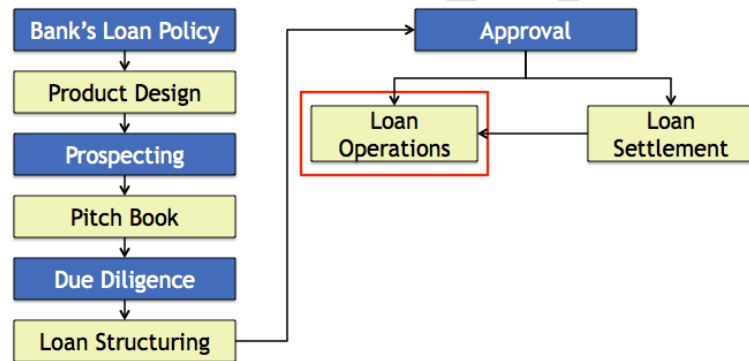 Bank's Loan Policy
Product Design
Prospecting
Pitch Book
Due Diligence
Loan Structuring
Approval
Loan
Operations
Loan
Settlement